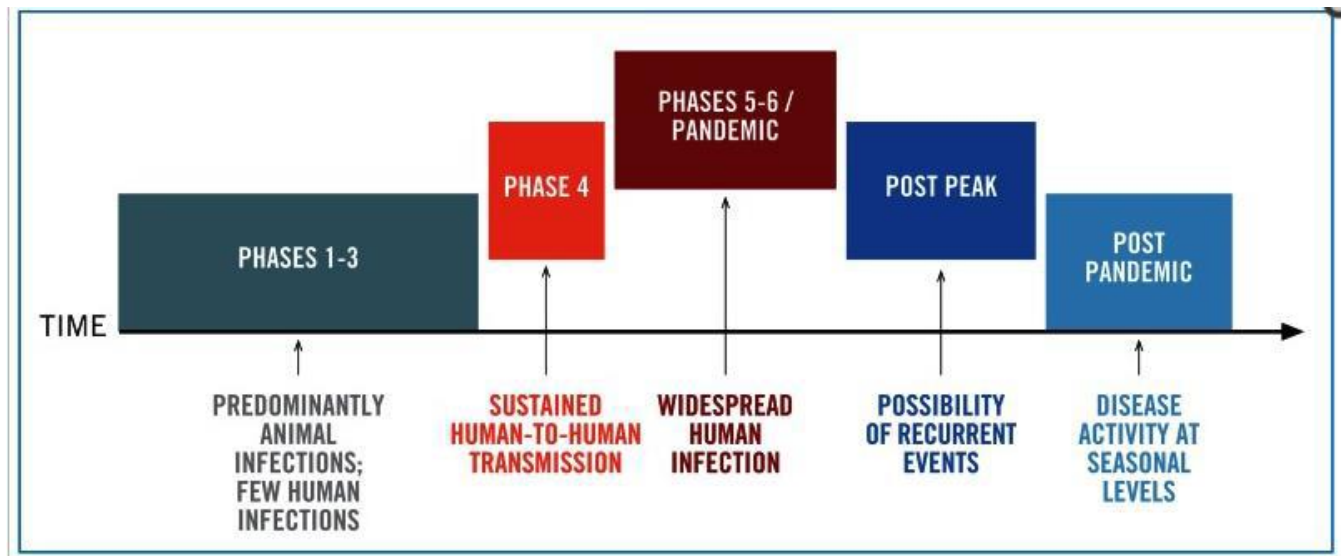 PHASES 5-6 /
PANDEMIC
PHASE 4
POST PEAK
PHASES 1-3
POST
PANDEMIC
TIME
PREDOMINANTLY
ANIMAL
INFECTIONS;
FEW HUMAN
INFECTIONS
SUSTAINED
HUMAN-TO-HUMAN
TRANSMISSION
WIDESPREAD
HUMAN
INFECTION
POSSIBILITY
OF RECURRENT
EVENTS
DISEASE
ACTIVITY AT
SEASONAL
LEVELS